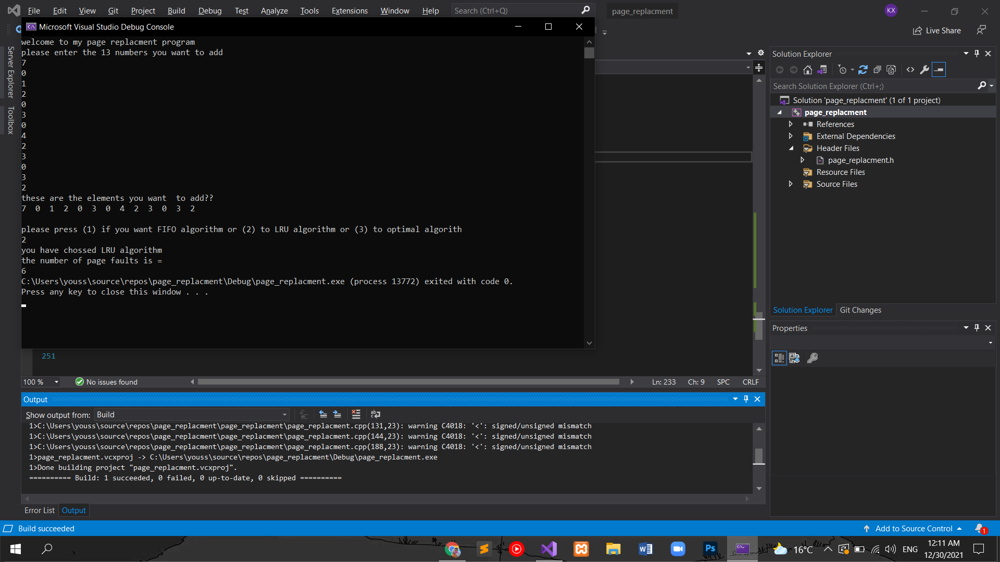 File Edit View Git Project Build Debug Test Analyze Tools Extensions Window Help Search (Ctrl+Q) page_replacment KX
Live Share
Microsoft Visual Studio Debug Console
welcome to my page replacment program
please enter the 13 numbers you want to add
7
0
1
2
0
3
0
4
2
3
0
3
2
these are the elements you want  to add??
7  0  1  2  0  3  0  4  2  3  0  3  2
please press (1) if you want FIFO algorithm or (2) to LRU algorithm or (3) to optimal algorith
2
you have chossed LRU algorithm
the number of page faults is =
6
C:\Users\youss\source\repos\page_replacment\Debug\page_replacment.exe (process 13772) exited with code 0.
Press any key to close this window . . .
Server Explorer
Toolbox
251
100 % No issues found Ln: 233 Ch: 9 SPC CRLF
Output
Show output from: Build
1>C:\Users\youss\source\repos\page_replacment\page_replacment\page_replacment.cpp(131,23): warning C4018: '<': signed/unsigned mismatch
1>C:\Users\youss\source\repos\page_replacment\page_replacment\page_replacment.cpp(144,23): warning C4018: '<': signed/unsigned mismatch
1>C:\Users\youss\source\repos\page_replacment\page_replacment\page_replacment.cpp(188,23): warning C4018: '<': signed/unsigned mismatch
1>page_replacment.vcxproj -> C:\Users\youss\source\repos\page_replacment\Debug\page_replacment.exe
1>Done building project "page_replacment.vcxproj".
========== Build: 1 succeeded, 0 failed, 0 up-to-date, 0 skipped ==========
Error List Output
Solution Explorer
Search Solution Explorer (Ctrl+;)
Solution 'page_replacment' (1 of 1 project)
page_replacment
References
External Dependencies
Header Files
page_replacment.h
Resource Files
Source Files
Solution Explorer Git Changes
Properties
Build succeeded Add to Source Control 1
16°C ENG 12:11 AM
12/30/2021